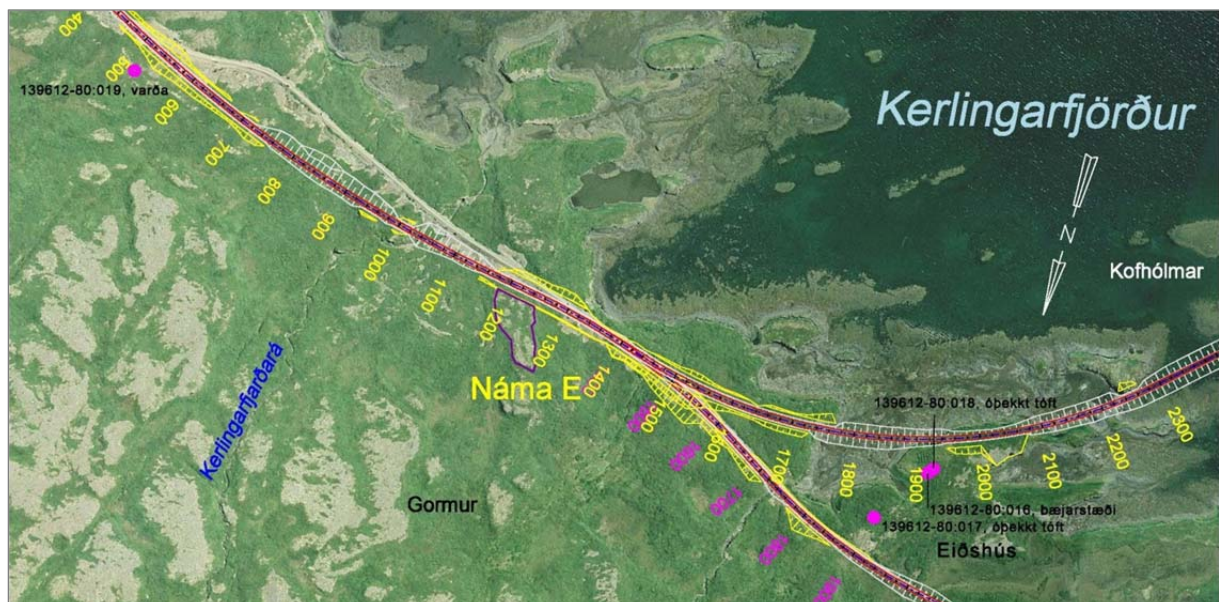 400
500
139612-80:019, varða
600
700
800
900
1000
1100
1200
1300
1400
1500
1600
1700
1800
1900
2000
2100
2200
2300
Kerlingarfjörður
N
Kofhólmar
Náma E
Kerlingarfjarðará
Gormur
1700
1800
139612-80:018, óþekkt tóft
139612-80:016, bæjarstæði
139612-80:017, óþekkt tóft
Eiðshús